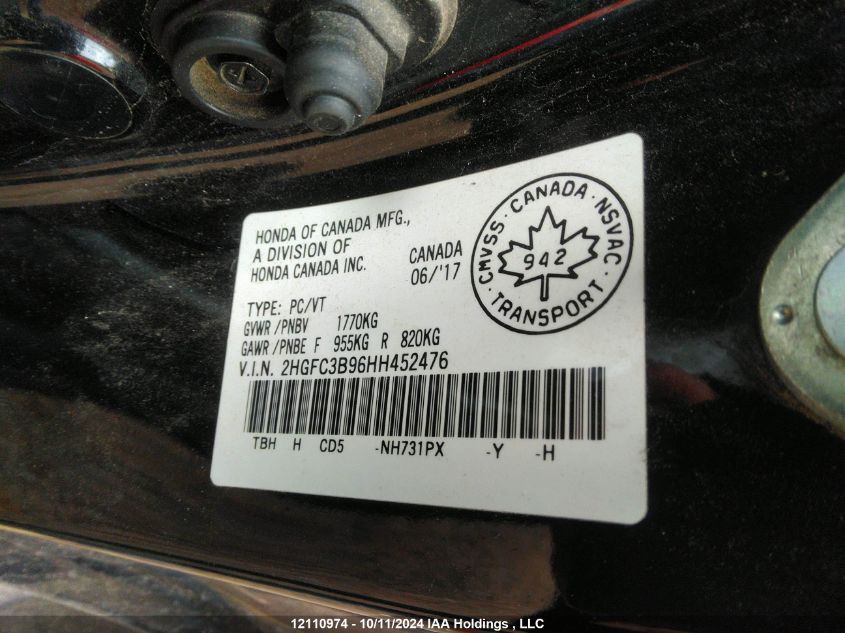 HONDA OF CANADA MFG.,
A DIVISION OF
HONDA CANADA INC.
CANADA
06/'17
CMVSS · CANADA · NSVAC
942
· TRANSPORT ·
TYPE: PC/VT
GVWR/PNBV 1770KG
GAWR/PNBE F 955KG R 820KG
V.I.N. 2HGFC3B96HH452476
TBH H CD5 -NH731PX -Y -H
12110974 - 10/11/2024 IAA Holdings , LLC